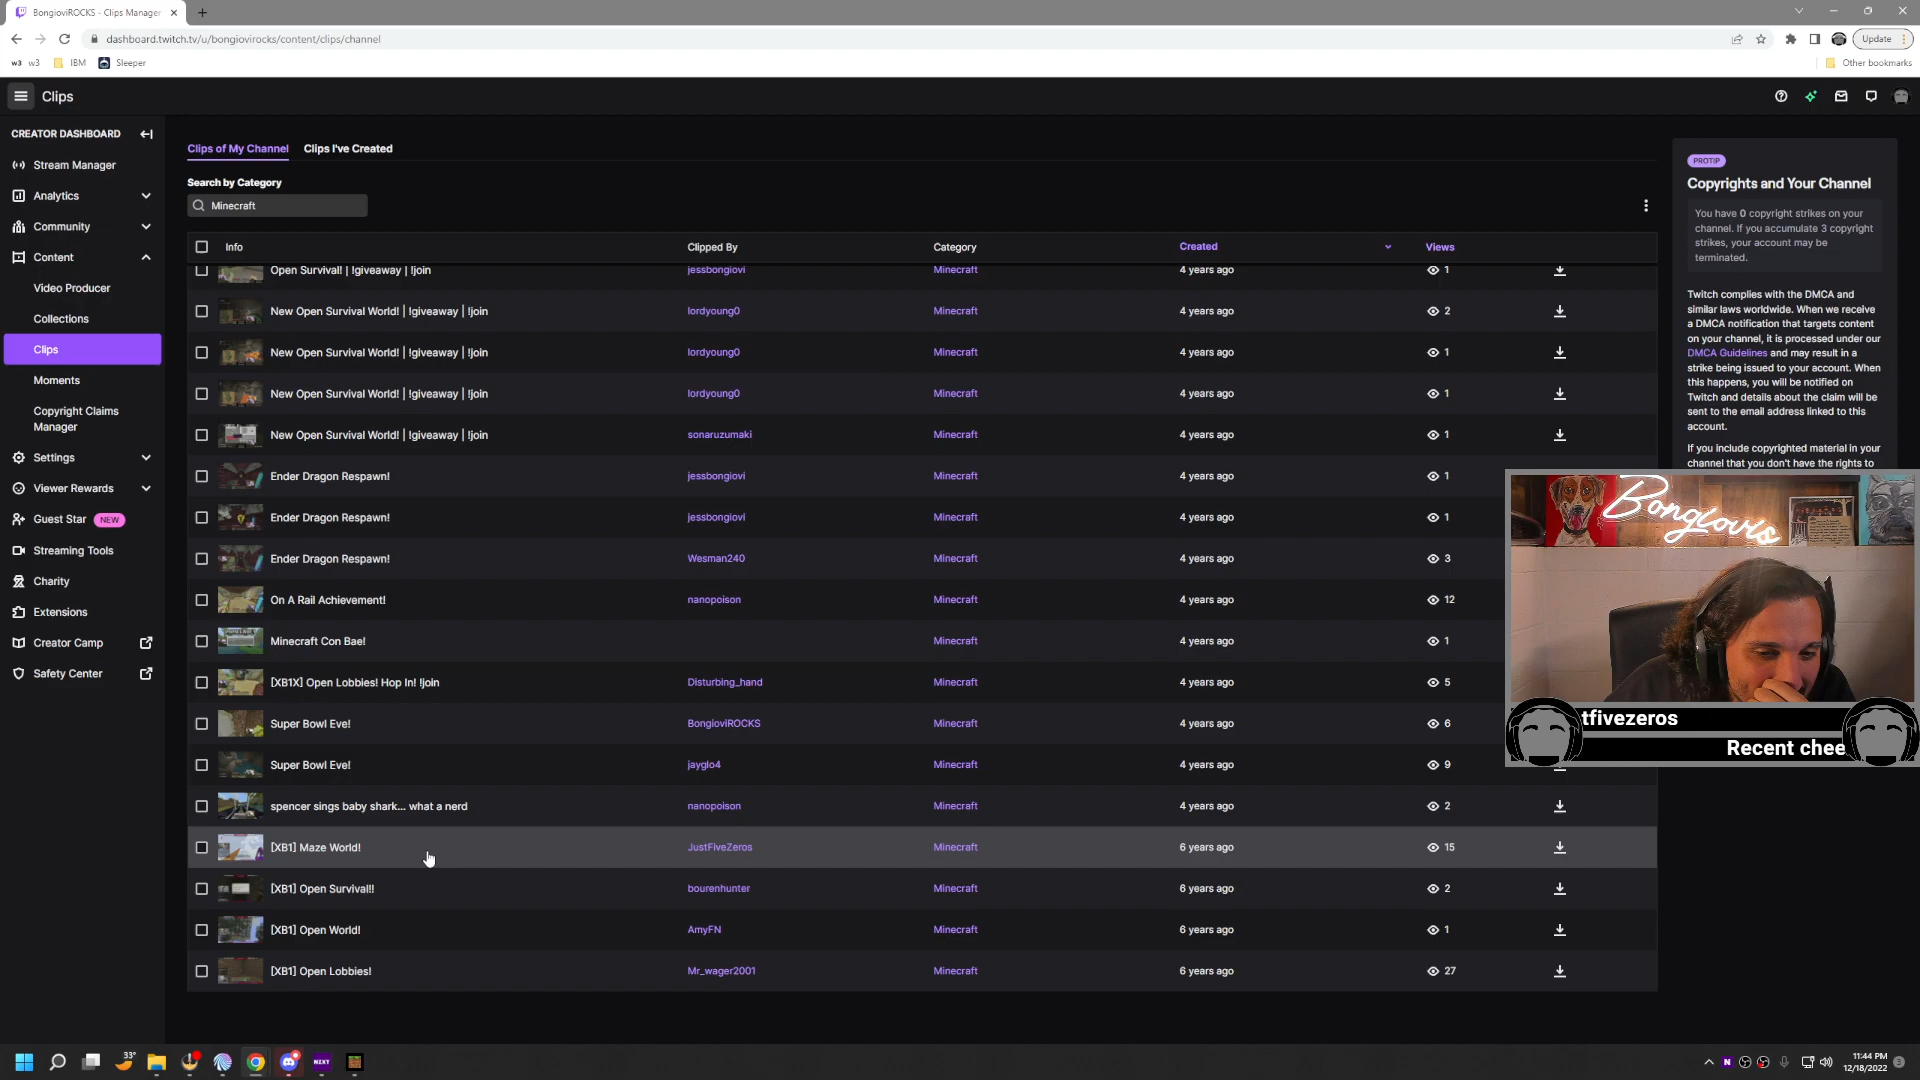 BongioviROCKS - Clips Manager
dashboard.twitch.tv/u/bongiovirocks/content/clips/channel
Update
w3 w3 IBM Sleeper
Other bookmarks
Clips
CREATOR DASHBOARD
Stream Manager
Analytics
Community
Content
Video Producer
Collections
Clips
Moments
Copyright Claims
Manager
Settings
Viewer Rewards
Guest Star NEW
Streaming Tools
Charity
Extensions
Creator Camp
Safety Center
Clips of My Channel Clips I've Created
Search by Category
Minecraft
Info Clipped By Category Created Views
Open Survival! | !giveaway | !join jessbongiovi Minecraft 4 years ago 1
New Open Survival World! | !giveaway | !join lordyoung0 Minecraft 4 years ago 2
New Open Survival World! | !giveaway | !join lordyoung0 Minecraft 4 years ago 1
New Open Survival World! | !giveaway | !join lordyoung0 Minecraft 4 years ago 1
New Open Survival World! | !giveaway | !join sonaruzumaki Minecraft 4 years ago 1
Ender Dragon Respawn! jessbongiovi Minecraft 4 years ago 1
Ender Dragon Respawn! jessbongiovi Minecraft 4 years ago 1
Ender Dragon Respawn! Wesman240 Minecraft 4 years ago 3
On A Rail Achievement! nanopoison Minecraft 4 years ago 12
Minecraft Con Bae! Minecraft 4 years ago 1
[XB1X] Open Lobbies! Hop In! !join Disturbing_hand Minecraft 4 years ago 5
Super Bowl Eve! BongioviROCKS Minecraft 4 years ago 6
Super Bowl Eve! jayglo4 Minecraft 4 years ago 9
spencer sings baby shark... what a nerd nanopoison Minecraft 4 years ago 2
[XB1] Maze World! JustFiveZeros Minecraft 6 years ago 15
[XB1] Open Survival!! bourenhunter Minecraft 6 years ago 2
[XB1] Open World! AmyFN Minecraft 6 years ago 1
[XB1] Open Lobbies! Mr_wager2001 Minecraft 6 years ago 27
PROTIP
Copyrights and Your Channel
You have 0 copyright strikes on your
channel. If you accumulate 3 copyright
strikes, your account may be
terminated.
Twitch complies with the DMCA and
similar laws worldwide. When we receive
a DMCA notification that targets content
on your channel, it is processed under our
DMCA Guidelines and may result in a
strike being issued to your account. When
this happens, you will be notified on
Twitch and details about the claim will be
sent to the email address linked to this
account.
If you include copyrighted material in your
channel that you don't have the rights to
Bongiovis
tfivezeros
Recent chee
33°
NZXT
N
11:44 PM
12/18/2022
3